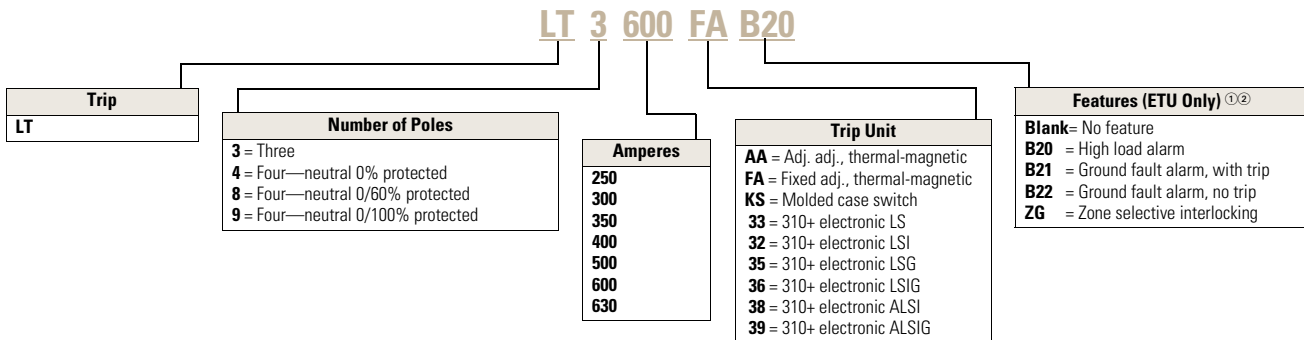 LT 3 600 FA B20
Trip
LT
Number of Poles
3 = Three
4 = Four—neutral 0% protected
8 = Four—neutral 0/60% protected
9 = Four—neutral 0/100% protected
Amperes
250
300
350
400
500
600
630
Trip Unit
AA = Adj. adj., thermal-magnetic
FA = Fixed adj., thermal-magnetic
KS = Molded case switch
33 = 310+ electronic LS
32 = 310+ electronic LSI
35 = 310+ electronic LSG
36 = 310+ electronic LSIG
38 = 310+ electronic ALSI
39 = 310+ electronic ALSIG
Features (ETU Only) ①②
Blank= No feature
B20 = High load alarm
B21 = Ground fault alarm, with trip
B22 = Ground fault alarm, no trip
ZG = Zone selective interlocking